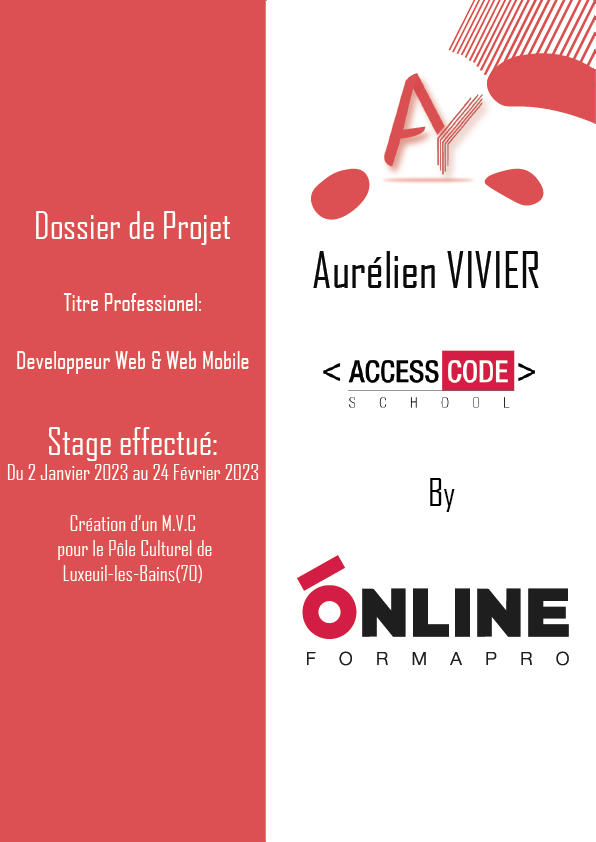 Dossier de Projet
Titre Professionel:
Developpeur Web & Web Mobile
Stage effectué:
Du 2 Janvier 2023 au 24 Février 2023
Création d'un M.V.C
pour le Pôle Culturel de
Luxeuil-les-Bains(70)
AY
Aurélien VIVIER
< ACCESS CODE >
SCHOOL
By
ONLINE
FORMAPRO